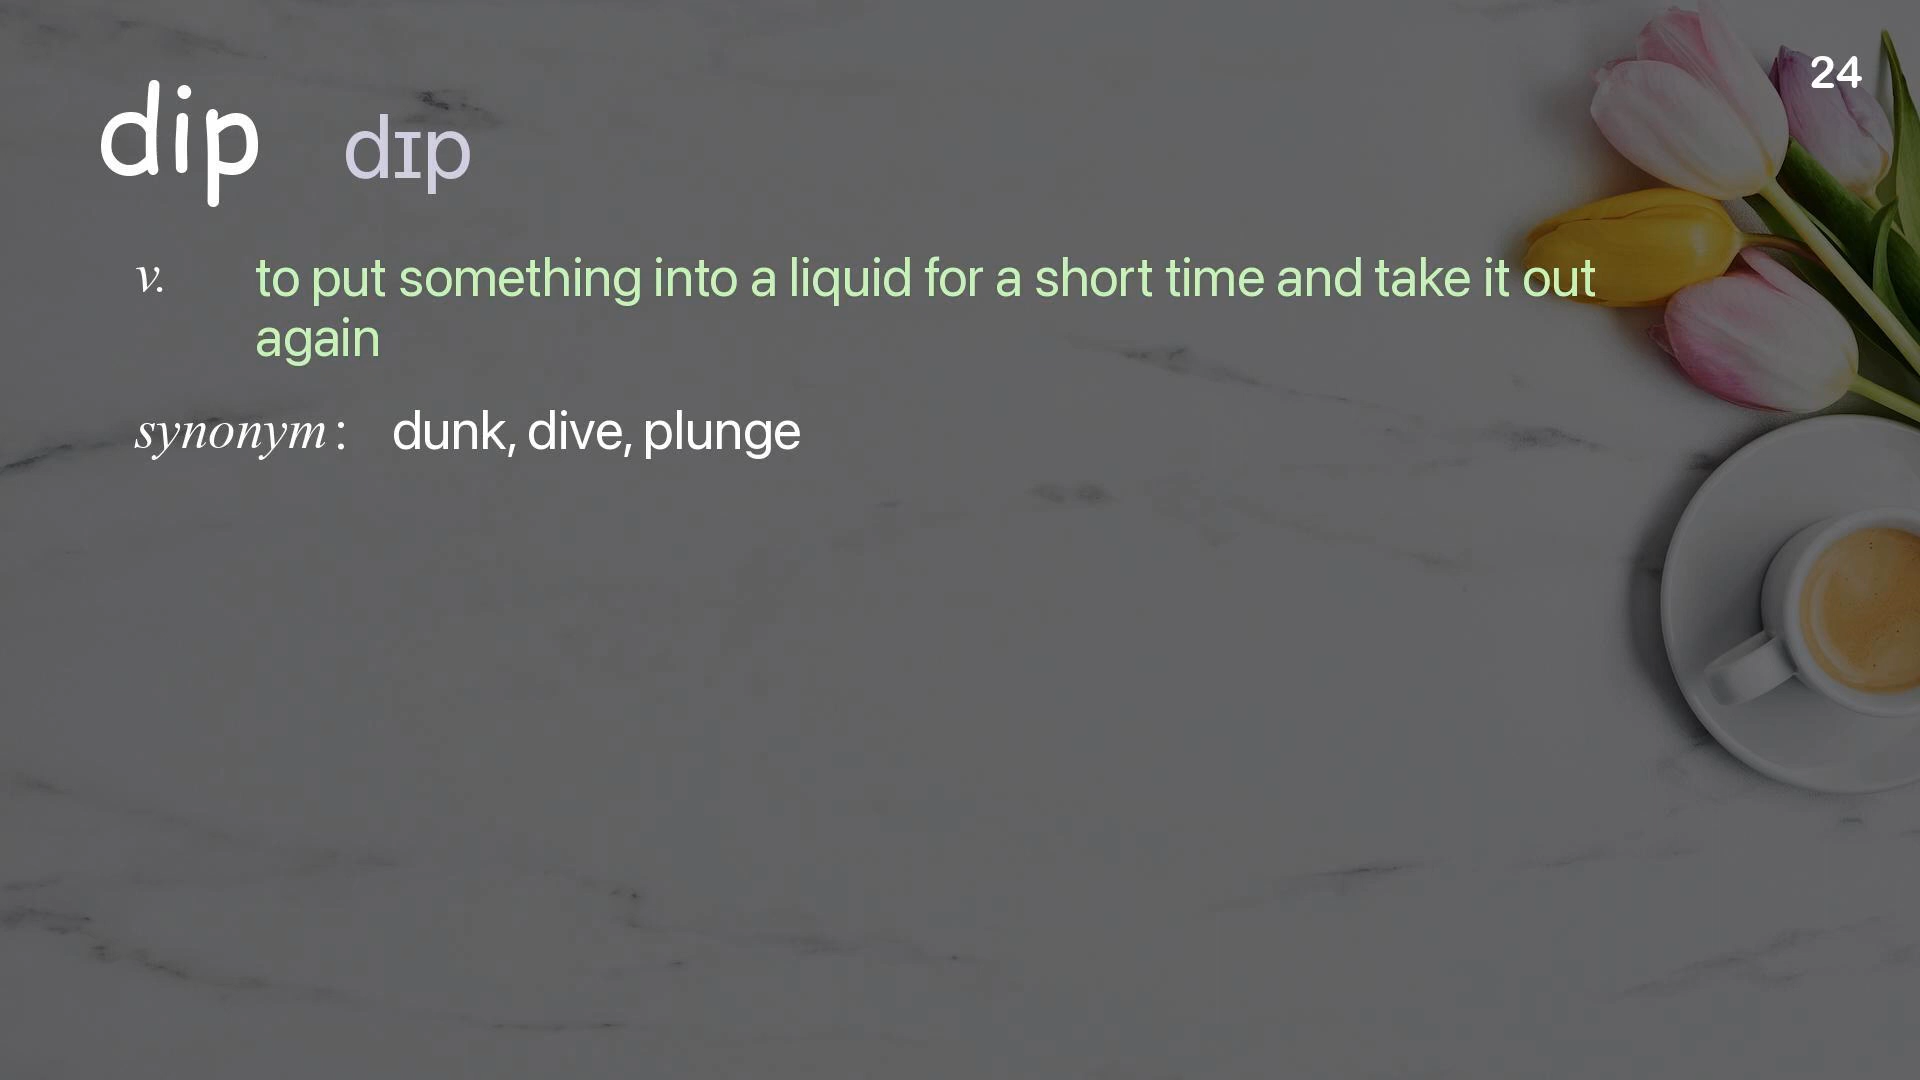 24
dip dɪp
v. to put something into a liquid for a short time and take it out
again
synonym : dunk, dive, plunge